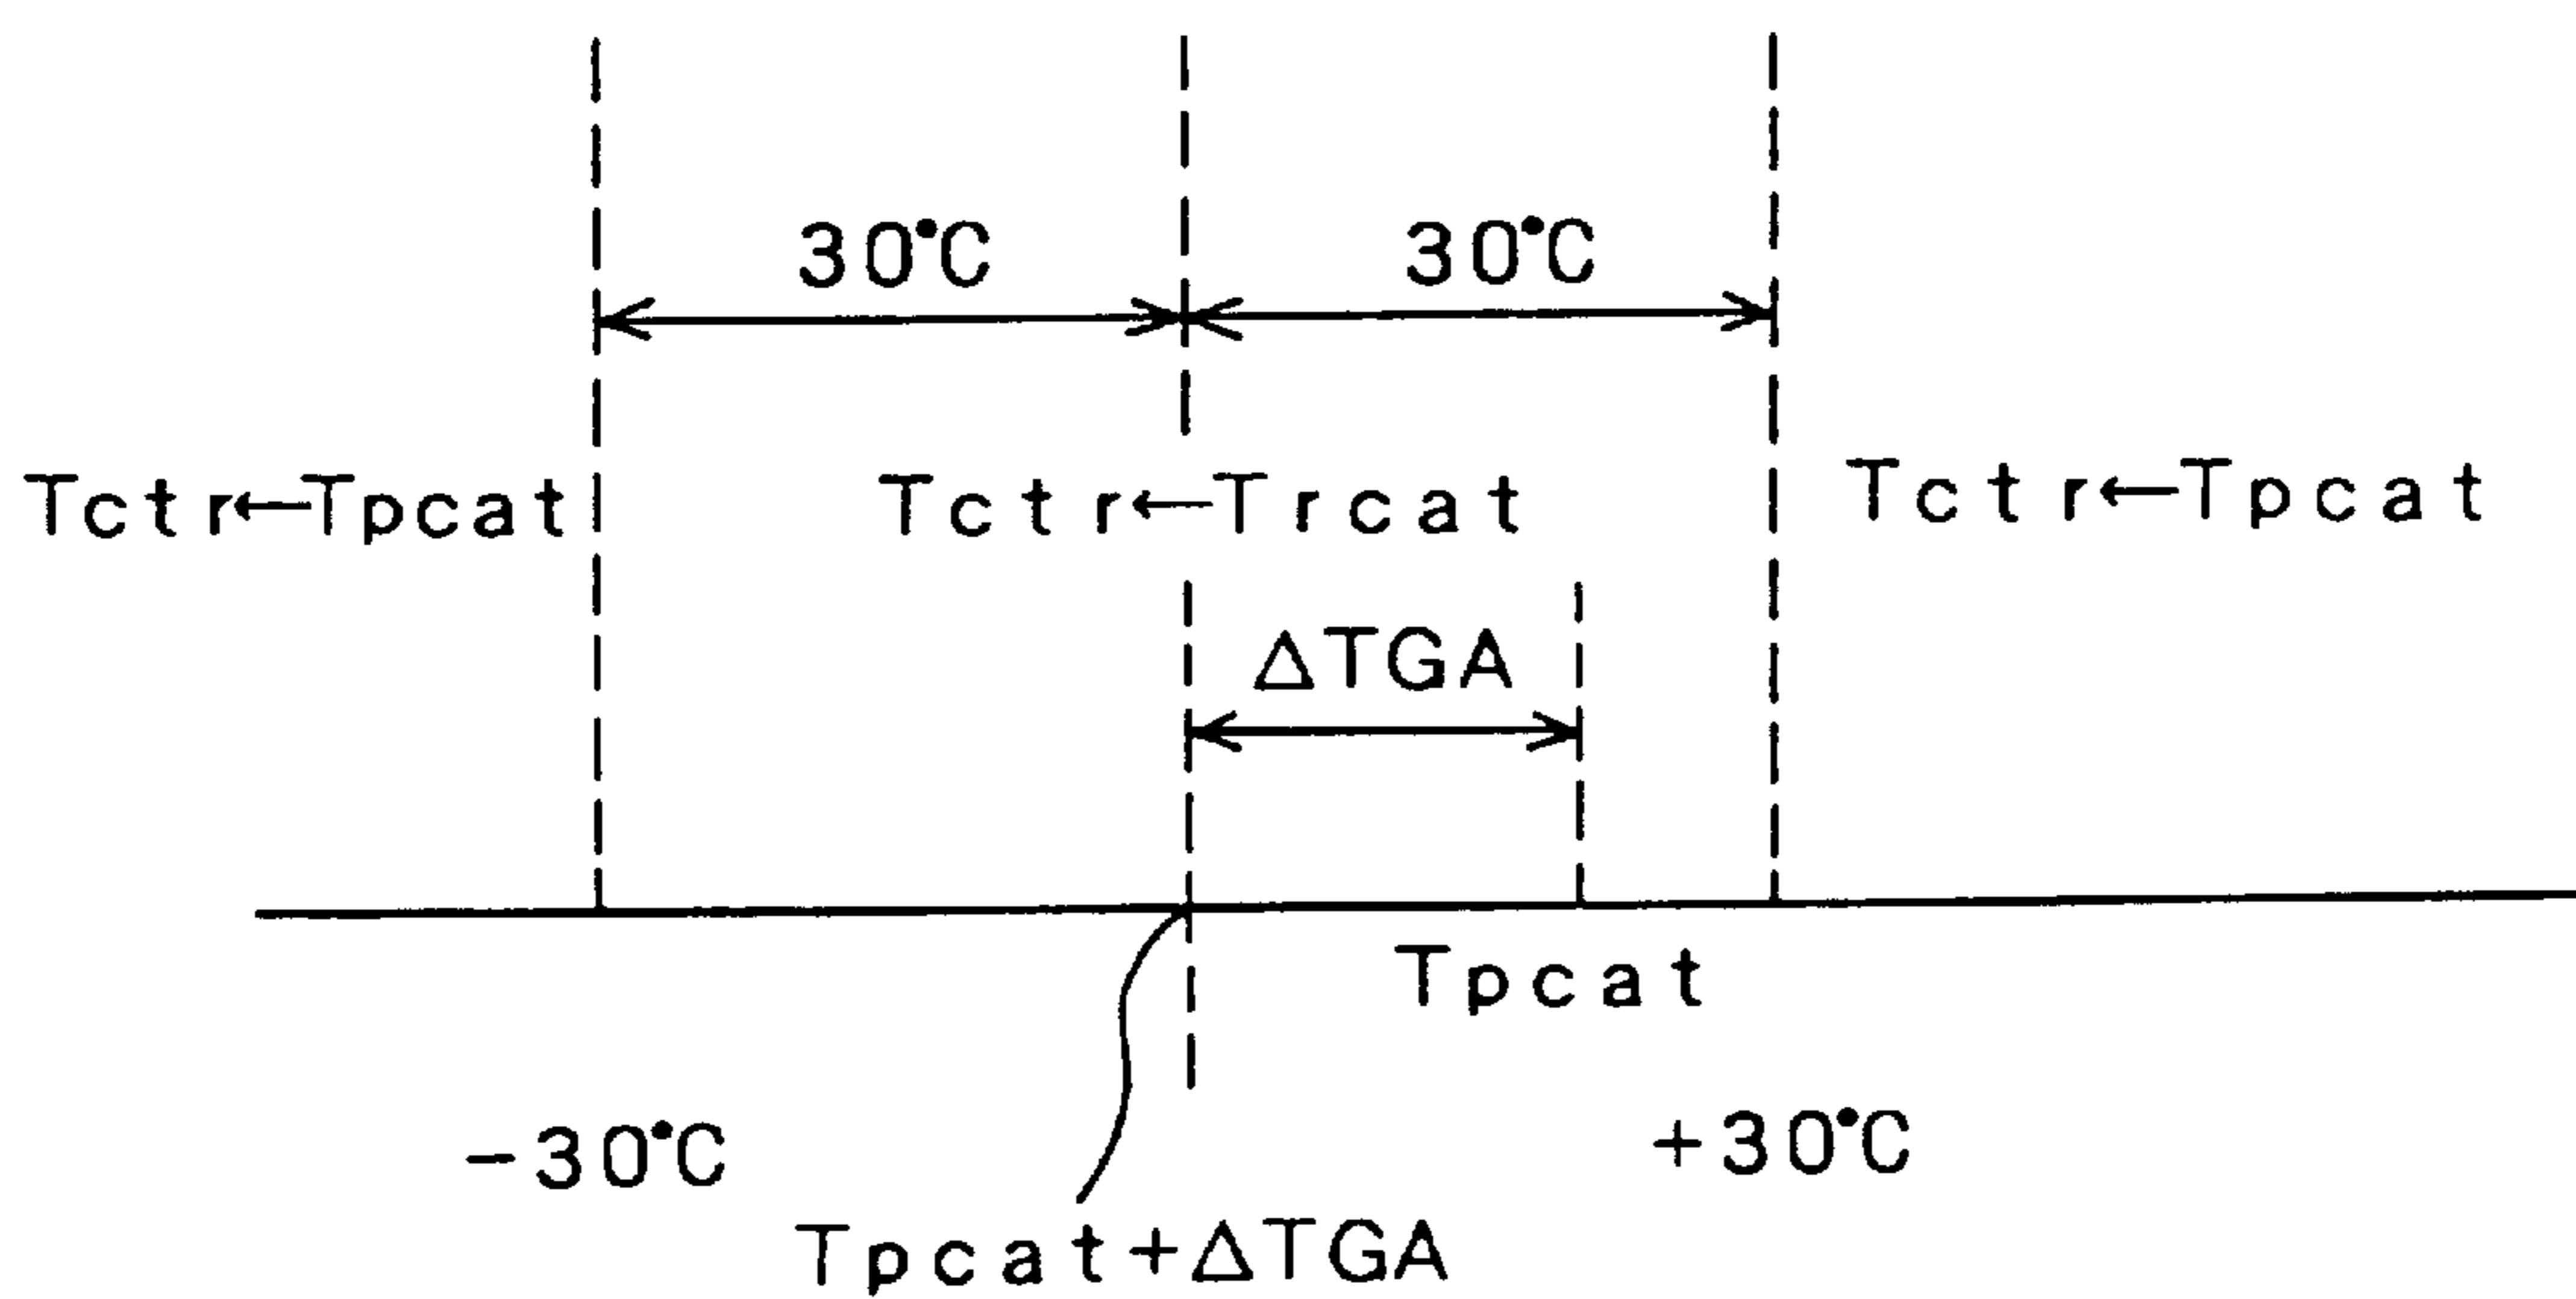 30°C 30°C
Tctr←Tpcat Tctr←Trcat Tctr←Tpcat
ΔTGA
Tpcat
-30°C +30°C
Tpcat+ΔTGA